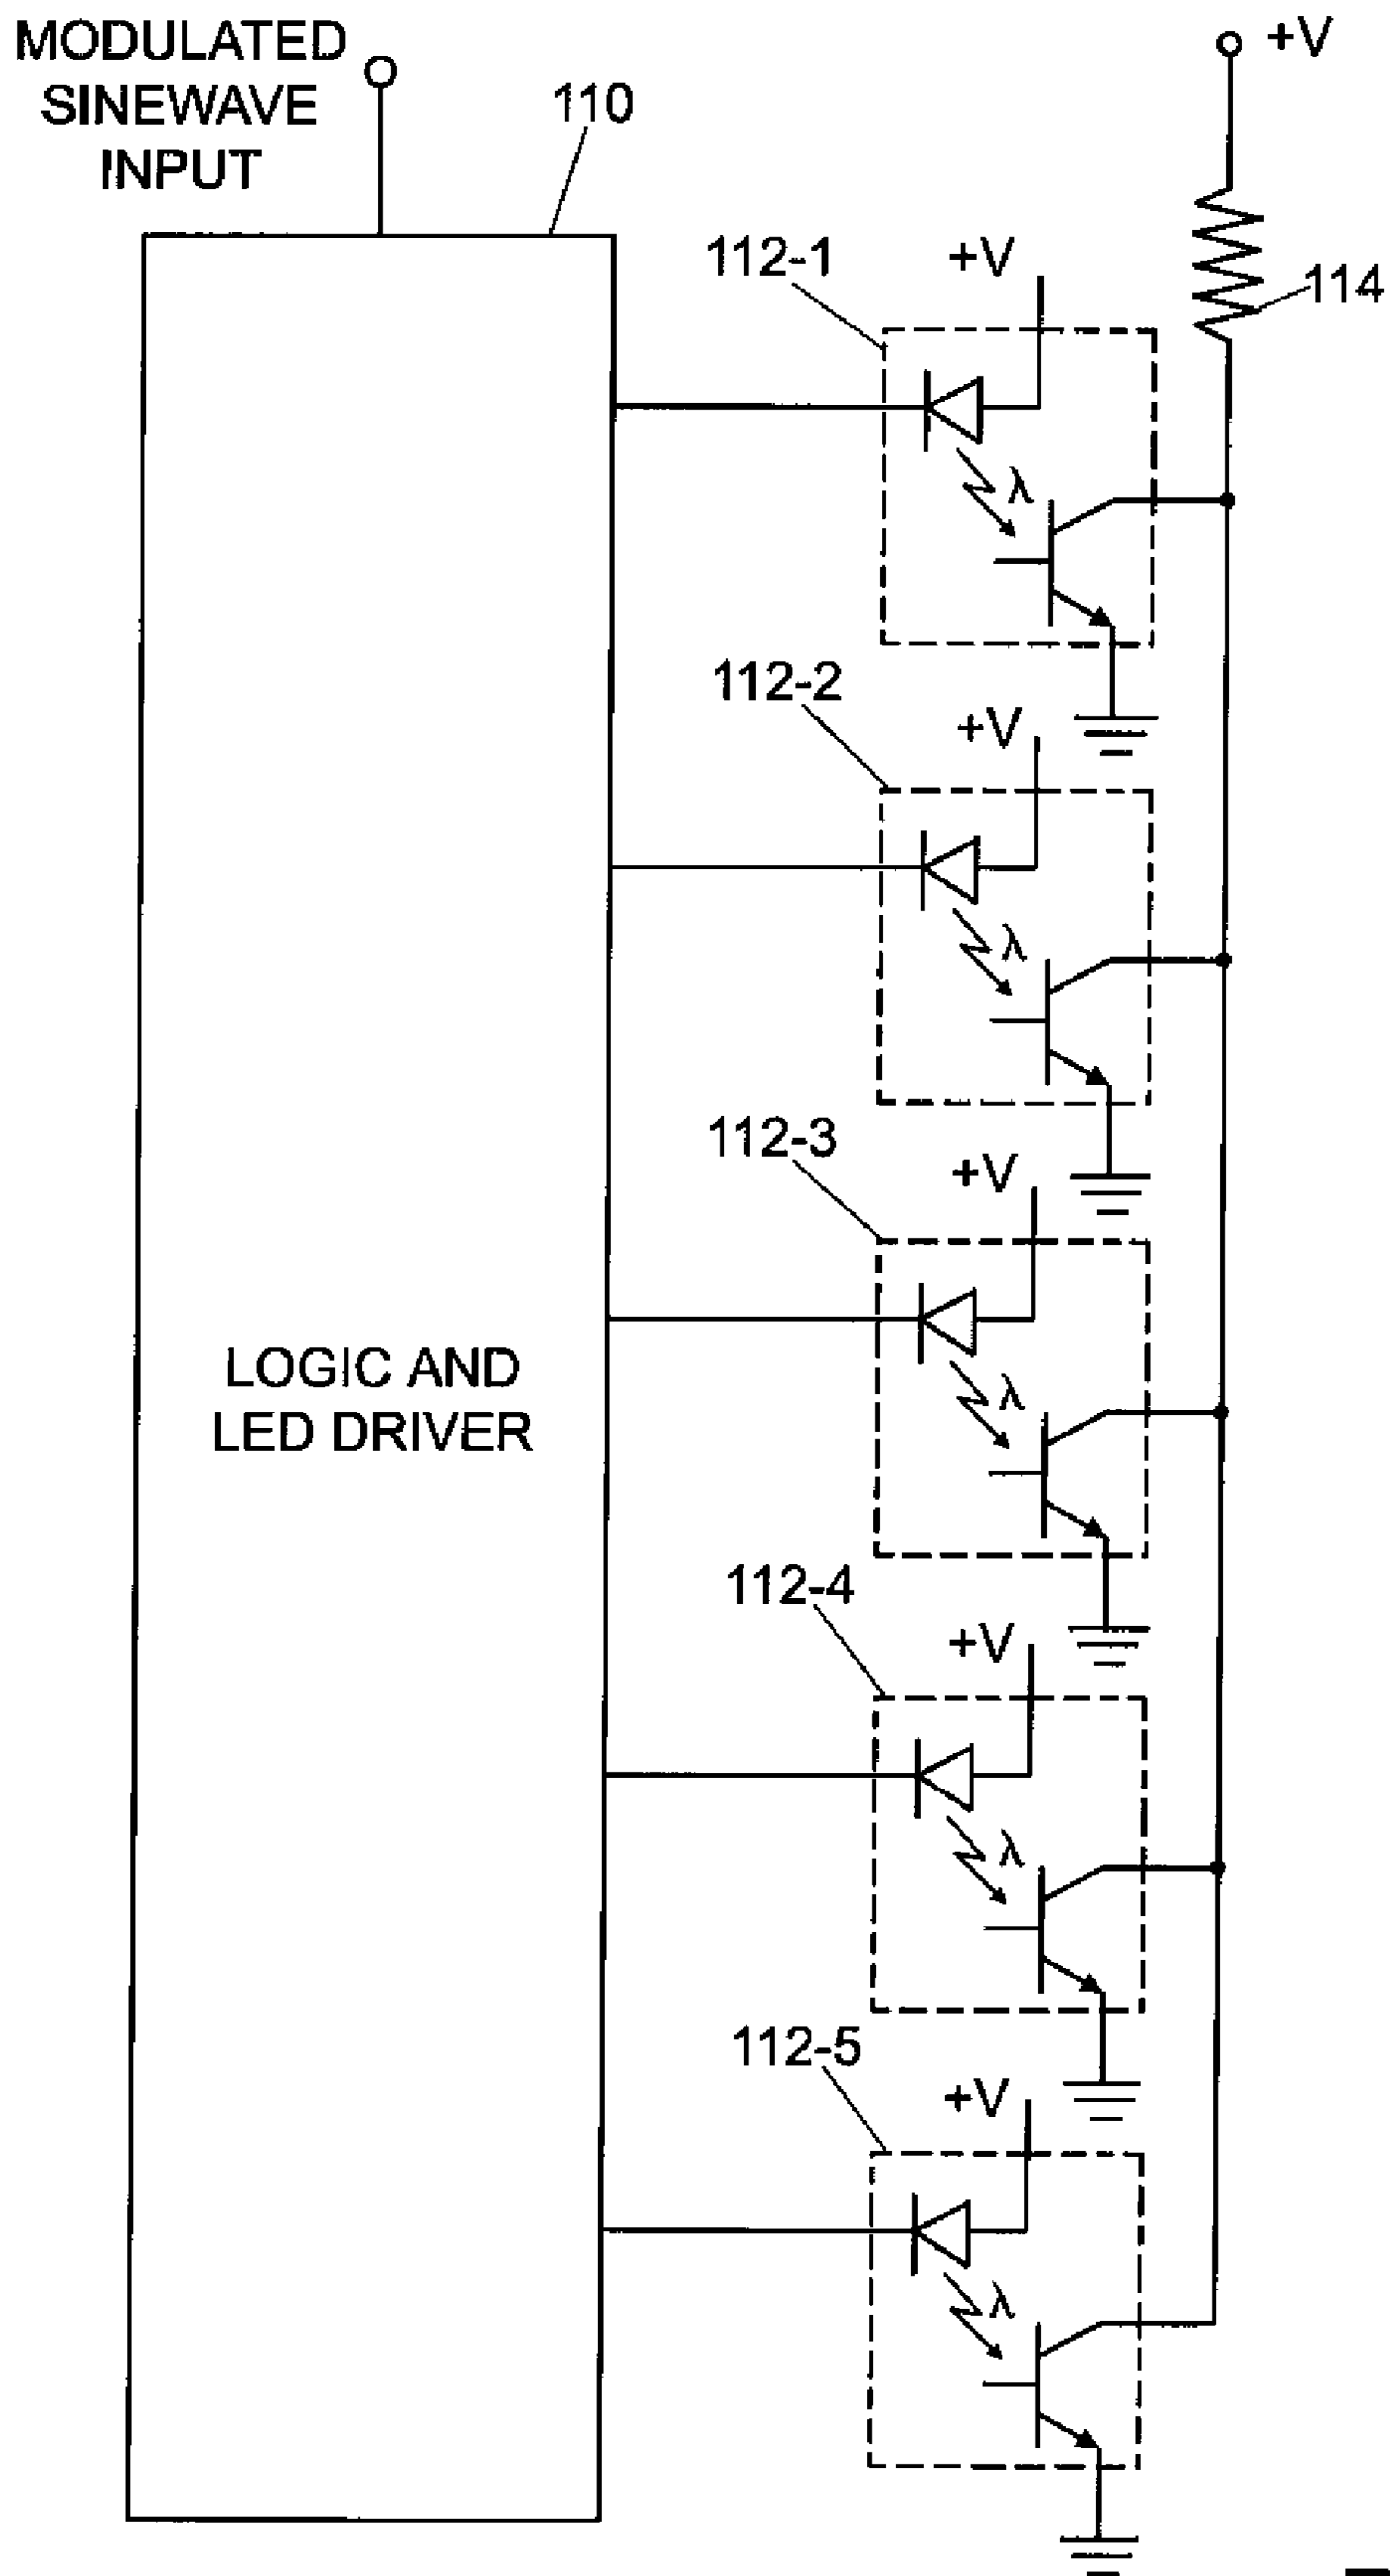 MODULATED
SINEWAVE
INPUT
110
+V
114
112-1
+V
λ
112-2
+V
λ
112-3
+V
λ
LOGIC AND
LED DRIVER
112-4
+V
λ
112-5
+V
λ